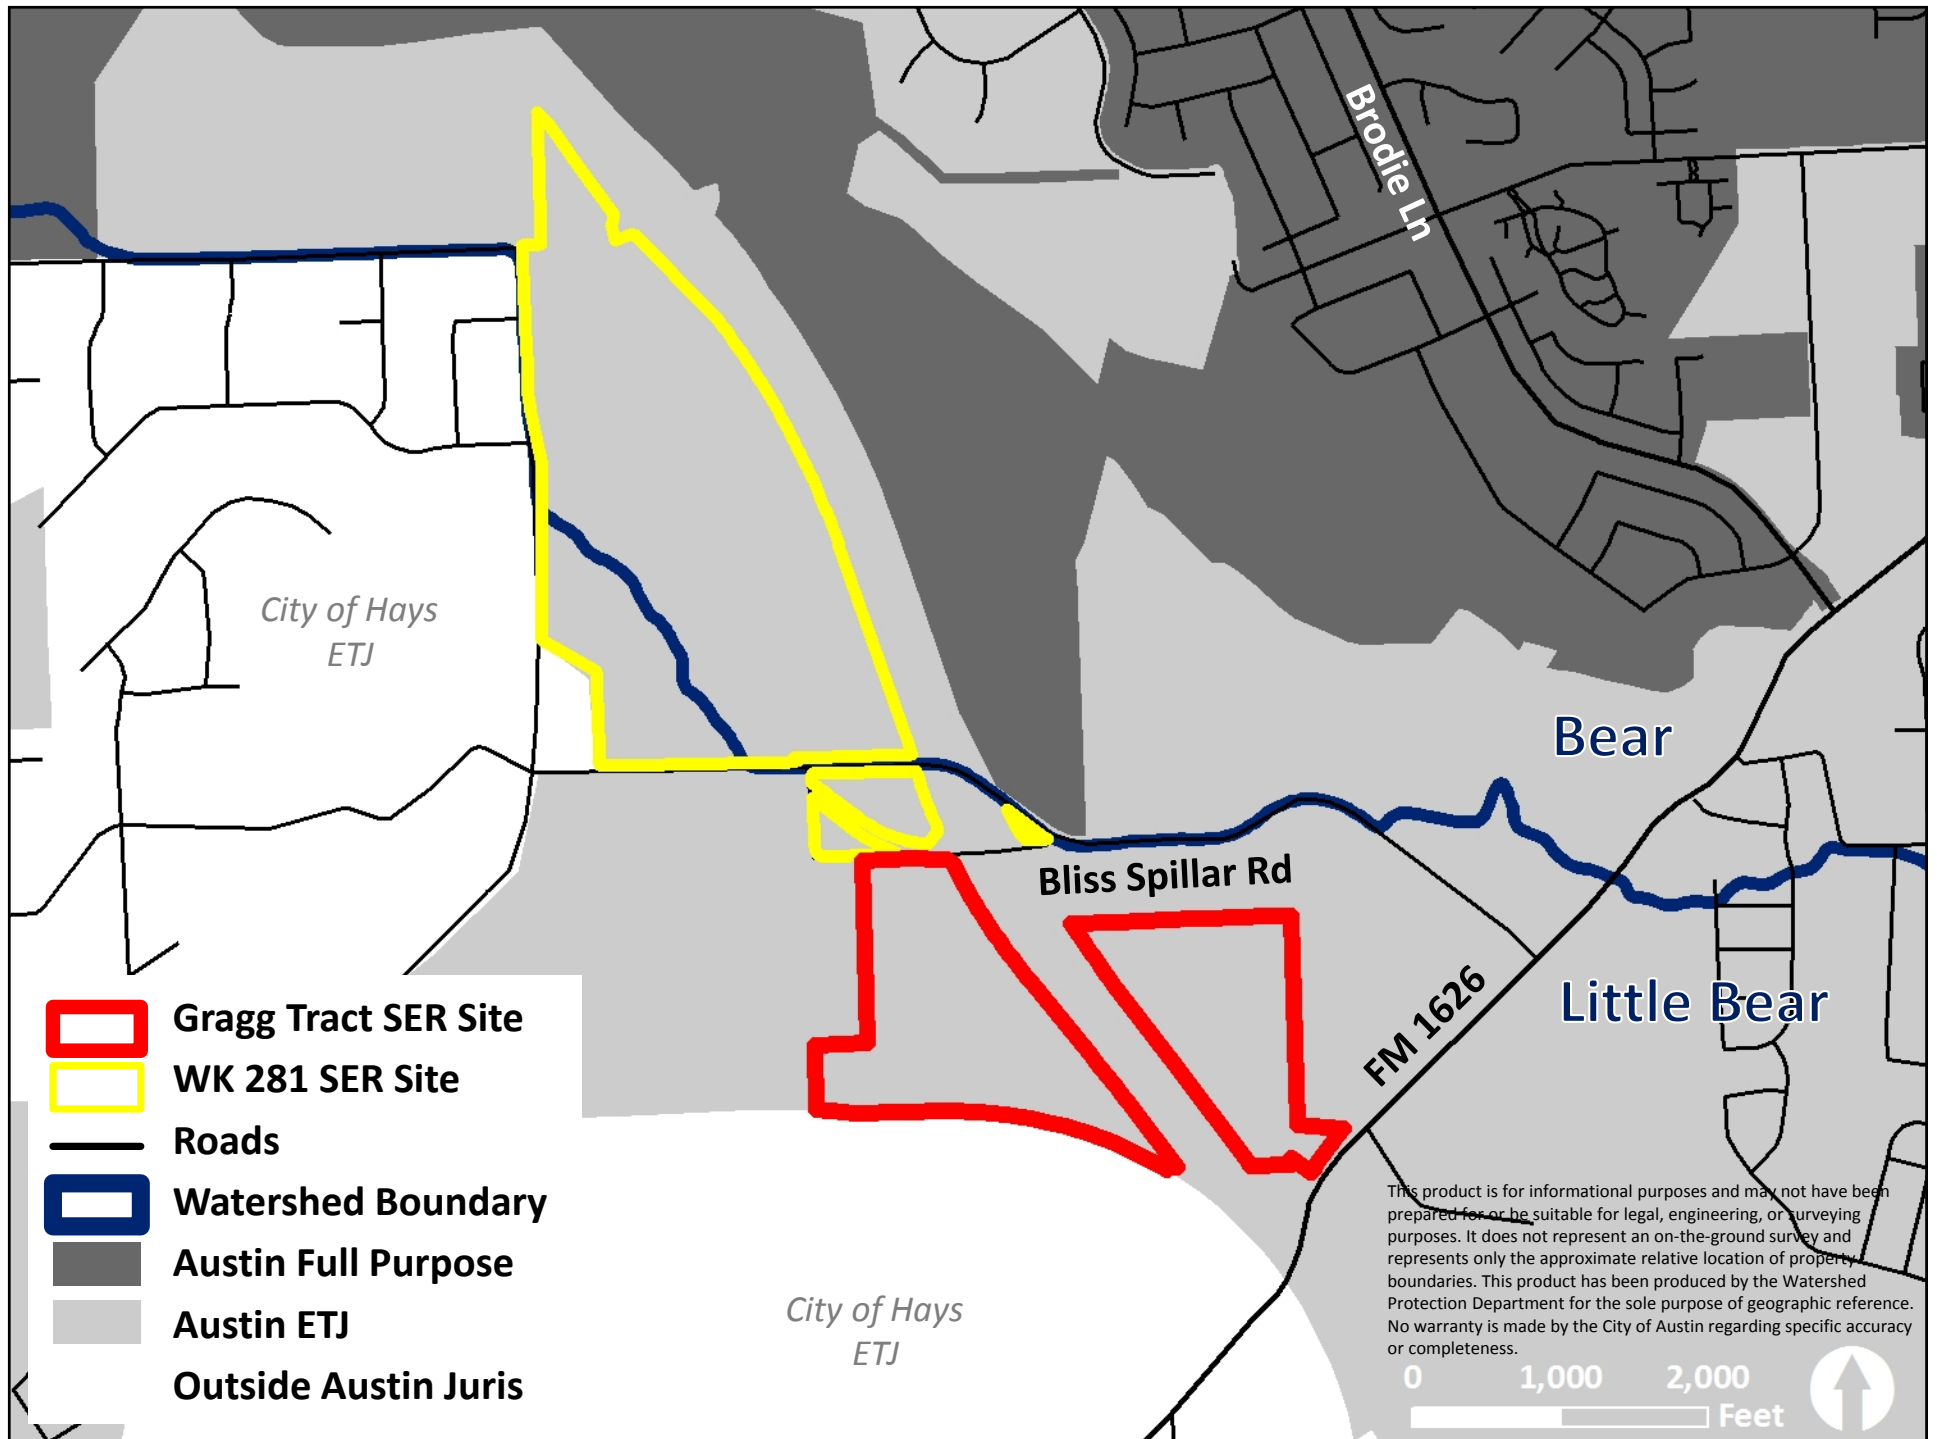 Brodie Ln
City of Hays
ETJ
Bear
Bliss Spillar Rd
FM 1626
Little Bear
Gragg Tract SER Site
WK 281 SER Site
Roads
Watershed Boundary
Austin Full Purpose
Austin ETJ
Outside Austin Juris
City of Hays
ETJ
This product is for informational purposes and may not have been
prepared for or be suitable for legal, engineering, or surveying
purposes. It does not represent an on-the-ground survey and
represents only the approximate relative location of property
boundaries. This product has been produced by the Watershed
Protection Department for the sole purpose of geographic reference.
No warranty is made by the City of Austin regarding specific accuracy
or completeness.
0 1,000 2,000
Feet